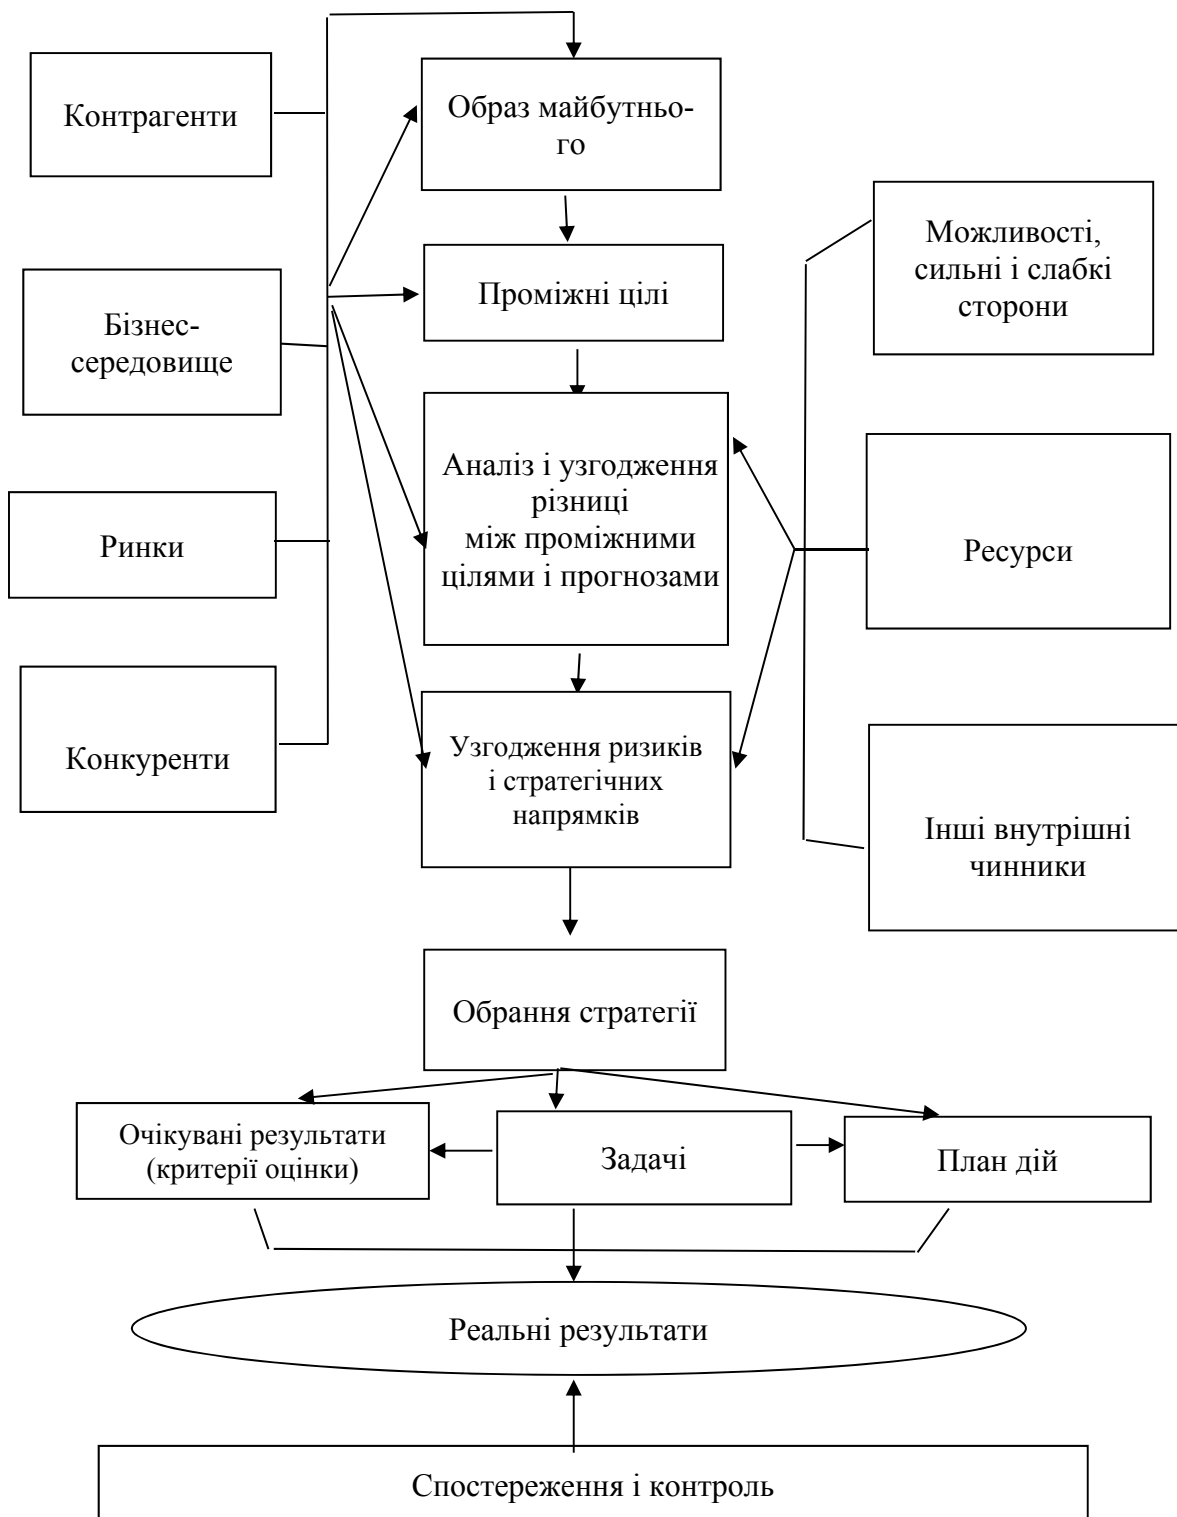 Контрагенти
Образ майбутньо-
го
Можливості,
сильні і слабкі
сторони
Бізнес-
середовище
Проміжні цілі
Аналіз і узгодження
різниці
між проміжними
цілями і прогнозами
Ринки
Ресурси
Конкуренти
Узгодження ризиків
і стратегічних
напрямків
Інші внутрішні
чинники
Обрання стратегії
Очікувані результати
(критерії оцінки)
Задачі
План дій
Реальні результати
Спостереження і контроль